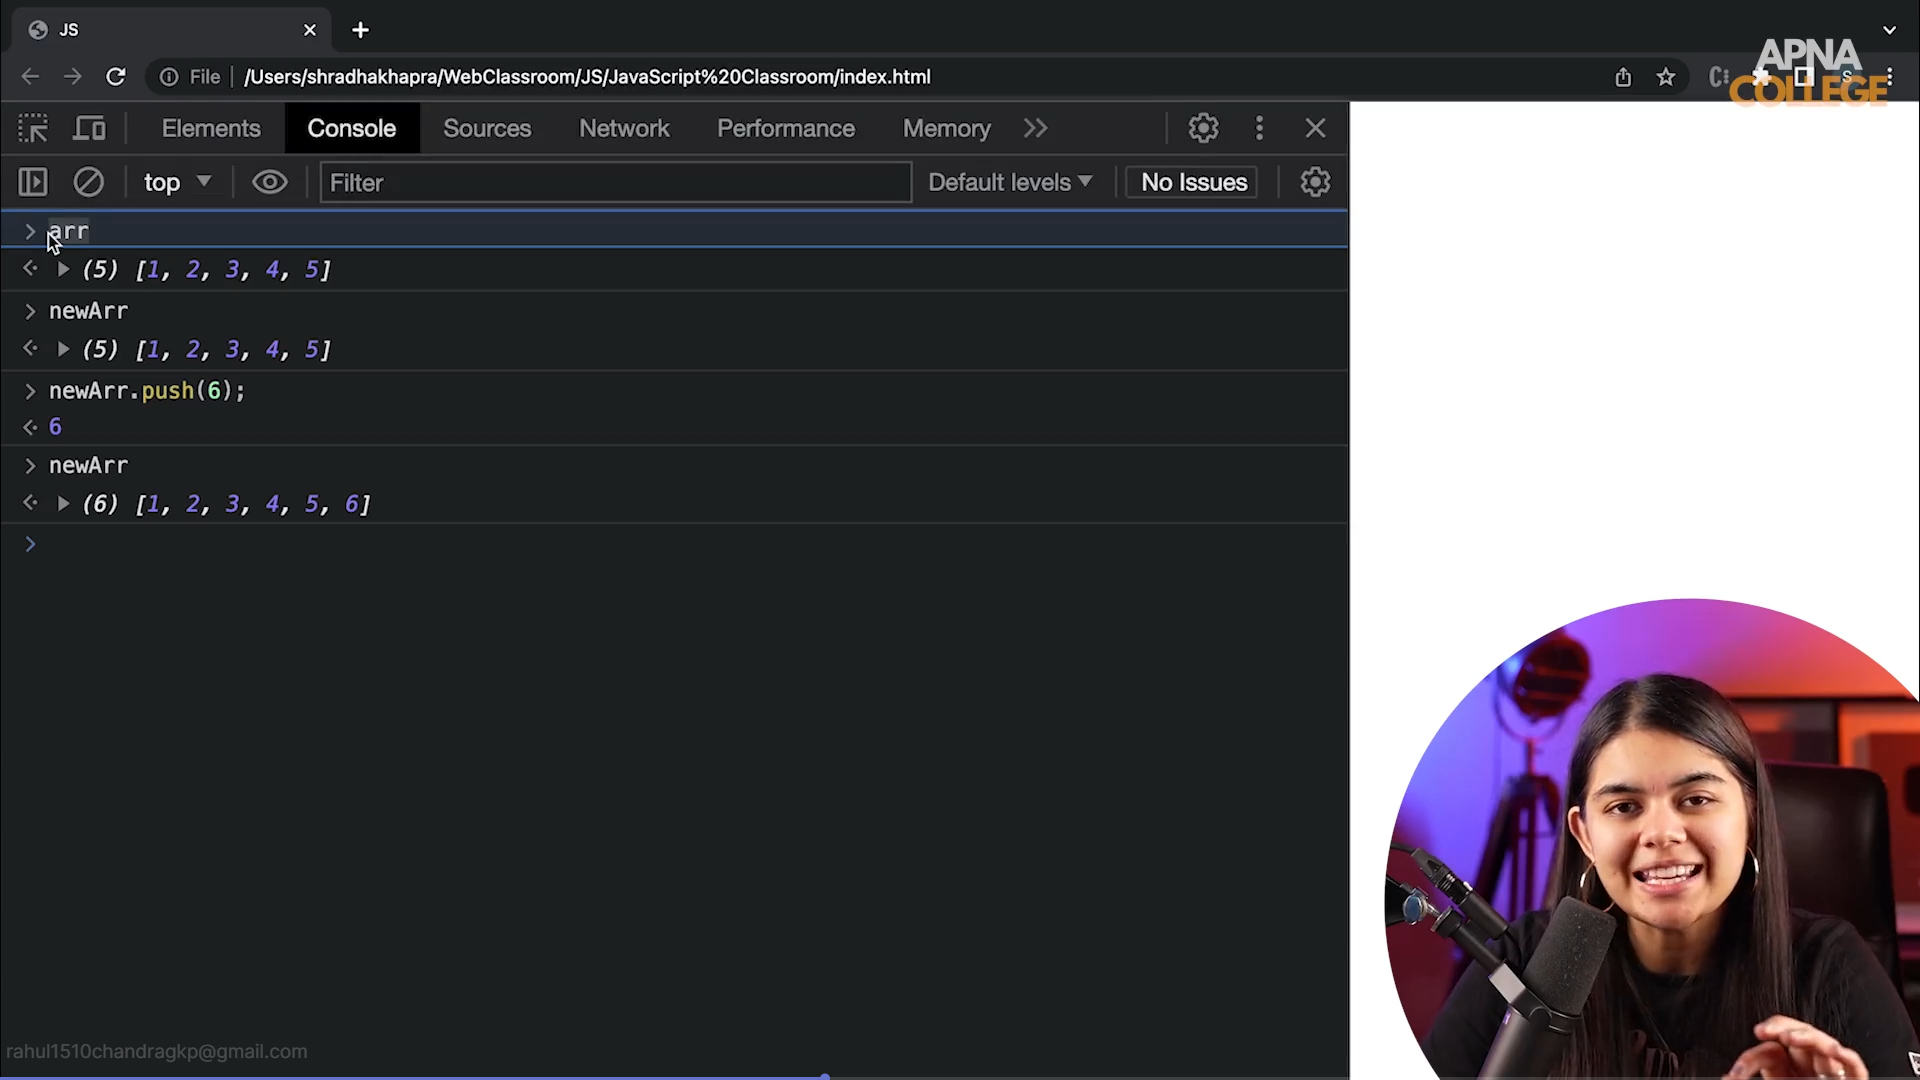 JS
APNA
COLLEGE
File /Users/shradhakhapra/WebClassroom/JS/JavaScript%20Classroom/index.html
Elements Console Sources Network Performance Memory
top Filter Default levels No Issues
> arr
(5) [1, 2, 3, 4, 5]
> newArr
(5) [1, 2, 3, 4, 5]
> newArr.push(6);
6
> newArr
(6) [1, 2, 3, 4, 5, 6]
>
rahul1510chandragkp@gmail.com